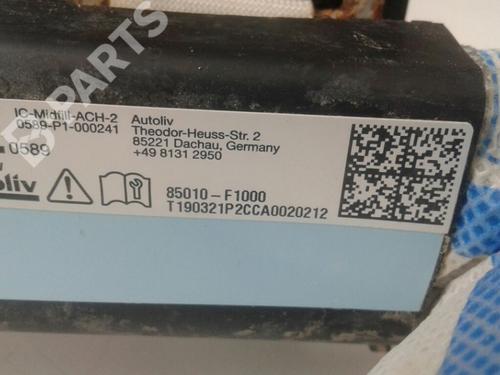 B PARTS
IC-Midfill-ACH-2
0589-P1-000241
0589
Autoliv
Theodor-Heuss-Str. 2
85221 Dachau, Germany
+49 8131 2950
85010-F1000
T190321P2CCA0020212